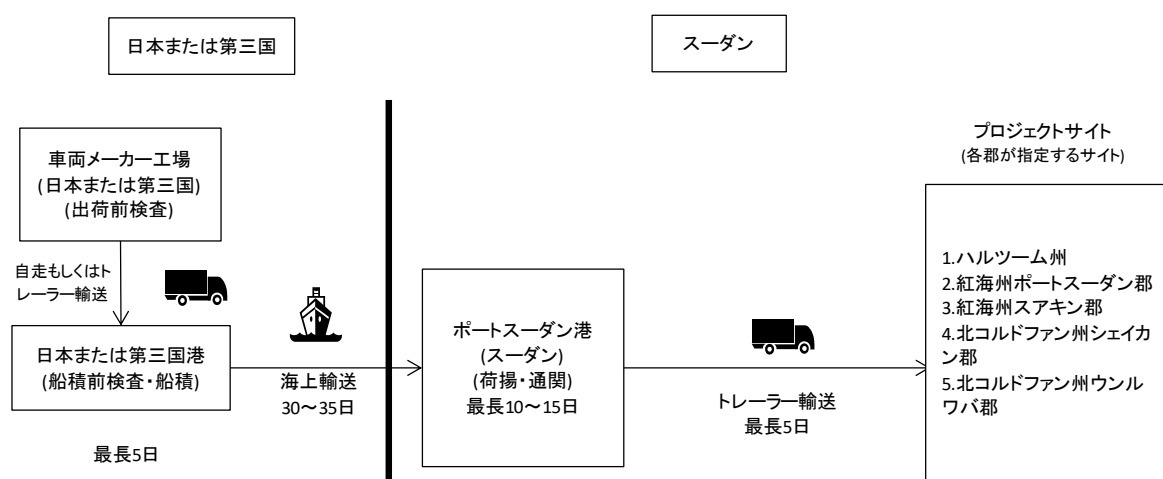 日本または第三国
スーダン
車両メーカー工場
(日本または第三国)
(出荷前検査)
自走もしくはト
レーラー輸送
日本または第三国港
(船積前検査・船積)
最長5日
海上輸送
30～35日
ポートスーダン港
(スーダン)
(荷揚・通関)
最長10～15日
トレーラー輸送
最長5日
プロジェクトサイト
(各郡が指定するサイト)
1.ハルツーム州
2.紅海州ポートスーダン郡
3.紅海州スアキン郡
4.北コルドファン州シェイカ
ン郡
5.北コルドファン州ウンル
ワバ郡